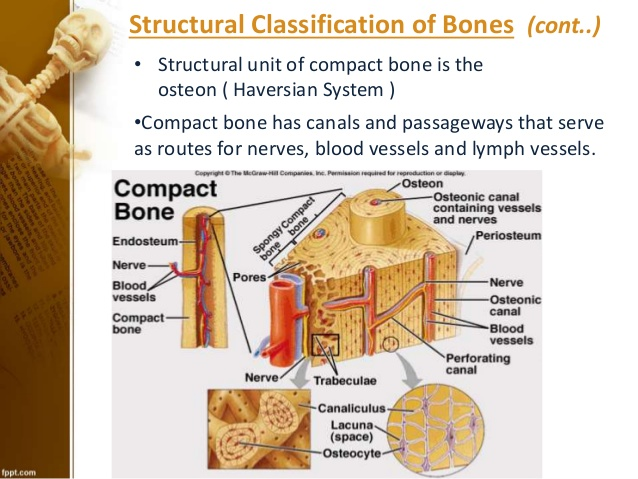 Structural Classification of Bones (cont..)
• Structural unit of compact bone is the
osteon ( Haversian System )
•Compact bone has canals and passageways that serve
as routes for nerves, blood vessels and lymph vessels.
Copyright © The McGraw-Hill Companies, Inc. Permission required for reproduction or display.
Compact
Bone
Endosteum
Nerve
Blood
vessels
Compact
bone
Spongy
bone
Compact
bone
Pores
Osteon
Osteonic canal
containing vessels
and nerves
Periosteum
Nerve
Osteonic
canal
Blood
vessels
Perforating
canal
Nerve
Trabeculae
Canaliculus
Lacuna
(space)
Osteocyte
fppt.com